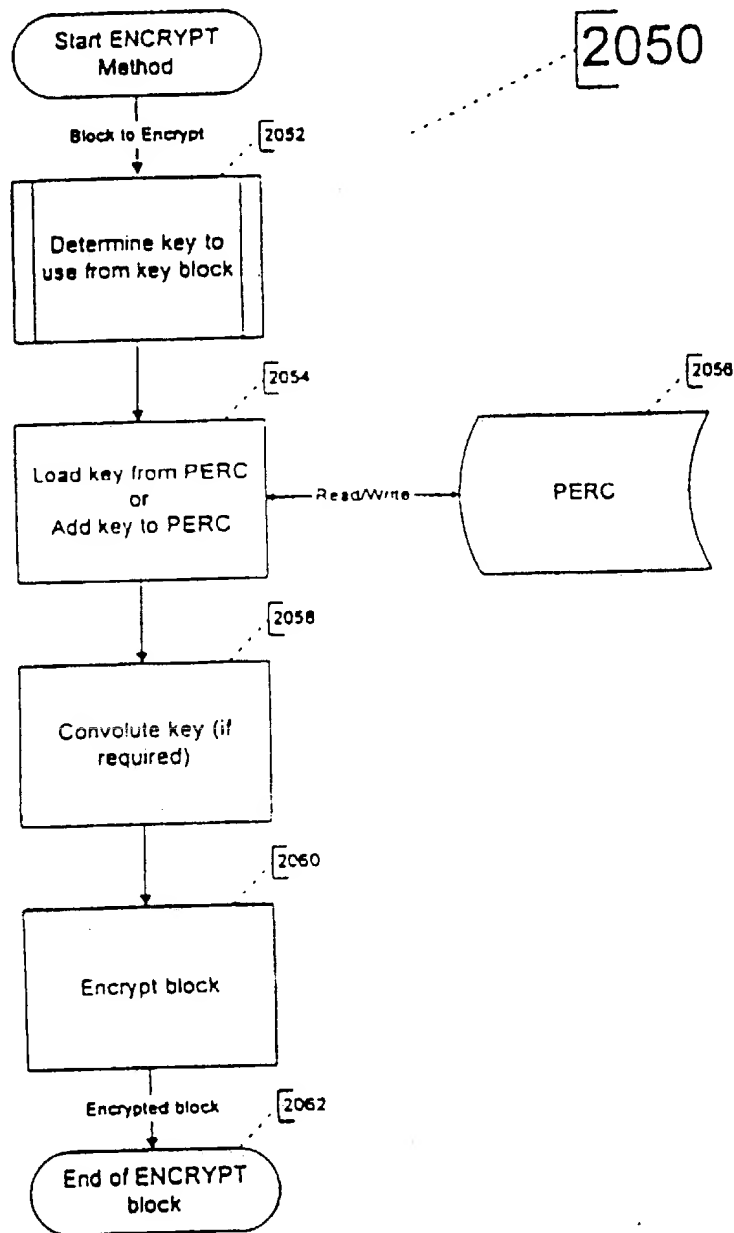 Start ENCRYPT
Method
2050
Block to Encrypt
2052
Determine key to
use from key block
2054
Load key from PERC
or
Add key to PERC
Read/Write
2056
PERC
2058
Convolute key (if
required)
2060
Encrypt block
Encrypted block
2062
End of ENCRYPT
block